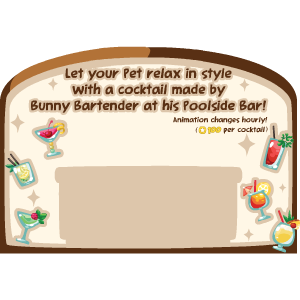 Let your Pet relax in style
with a cocktail made by
Bunny Bartender at his Poolside Bar!
Animation changes hourly!
(500 per cocktail)